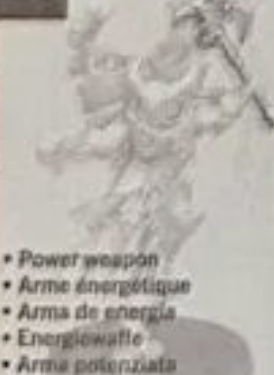 • Power weapon
• Arme énergétique
• Arma de energía
• Energiewaffe
• Arma potenziata